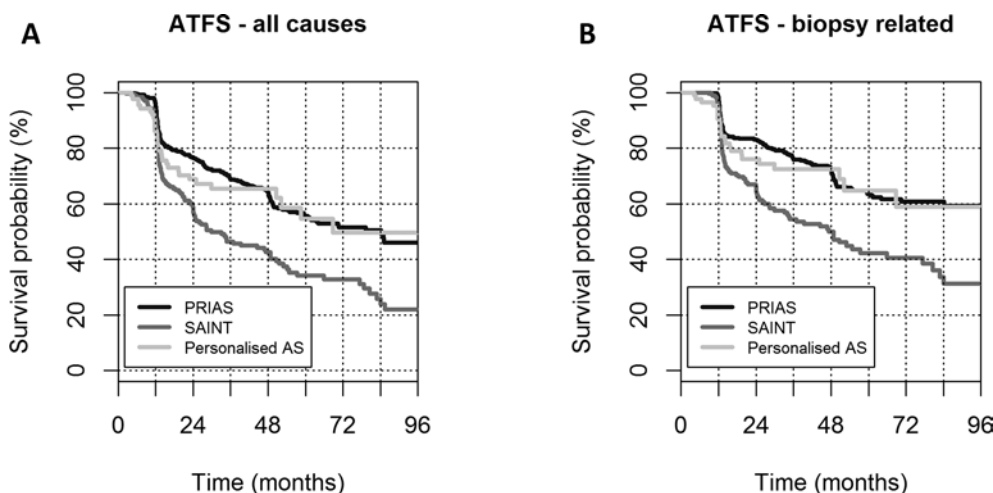 A
ATFS - all causes
Survival probability (%)
100
80
60
40
20
0
PRIAS
SAINT
Personalised AS
0 24 48 72 96
Time (months)
B
ATFS - biopsy related
Survival probability (%)
100
80
60
40
20
0
PRIAS
SAINT
Personalised AS
0 24 48 72 96
Time (months)